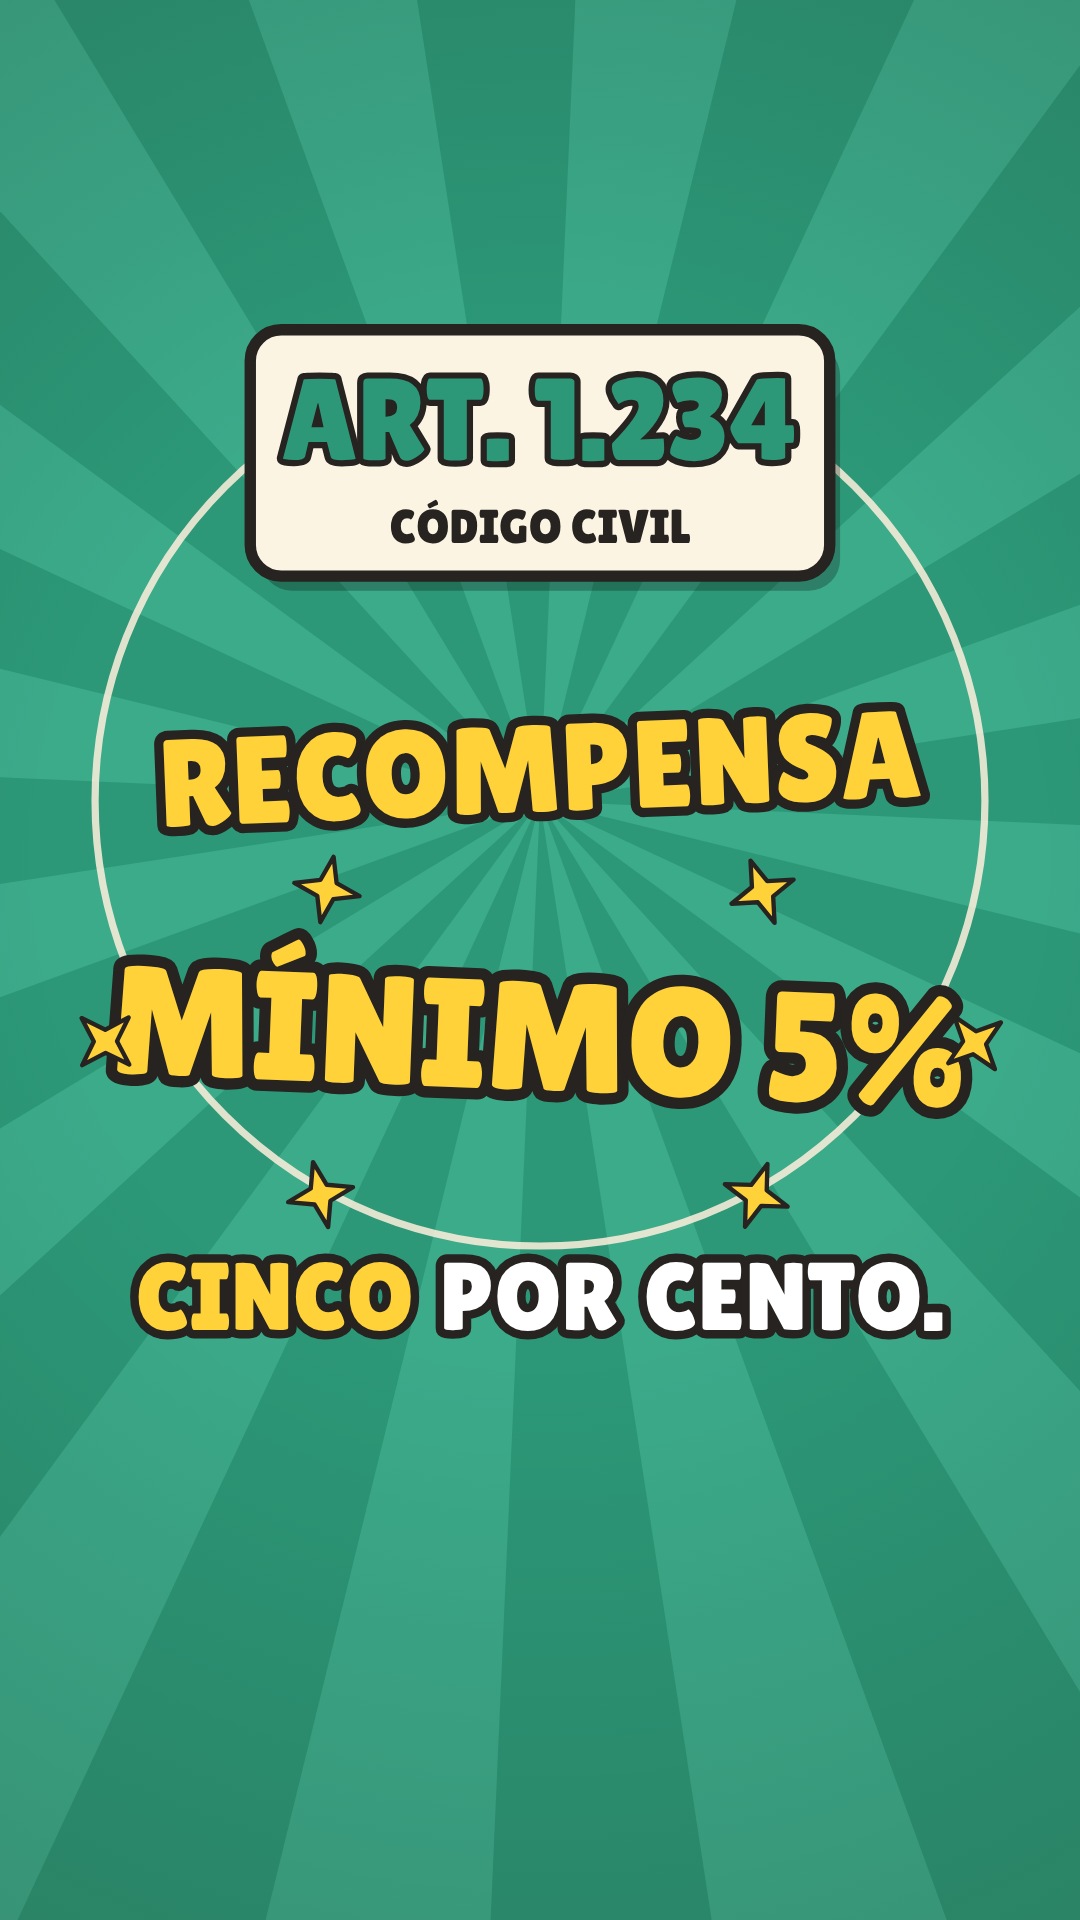 ART. 1.234
CÓDIGO CIVIL
RECOMPENSA
MÍNIMO 5%
CINCO POR CENTO.